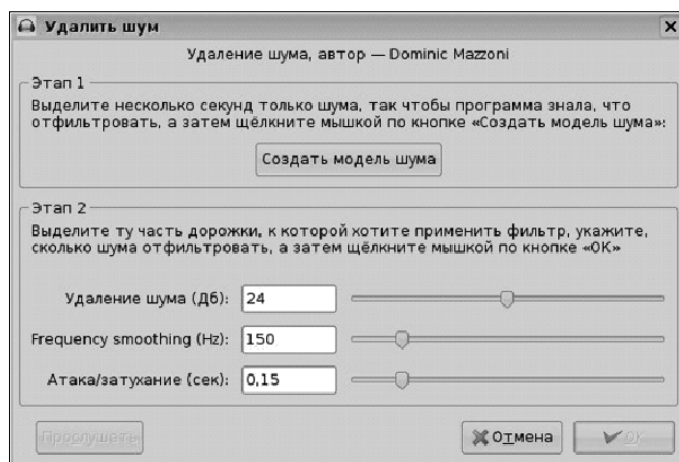 Удалить шум
Удаление шума, автор — Dominic Mazzoni
Этап 1
Выделите несколько секунд только шума, так чтобы программа знала, что
отфильтровать, а затем щёлкните мышкой по кнопке «Создать модель шума»:
Создать модель шума
Этап 2
Выделите ту часть дорожки, к которой хотите применить фильтр, укажите,
сколько шума отфильтровать, а затем щёлкните мышкой по кнопке «OK»
Удаление шума (Дб): 24
Frequency smoothing (Hz): 150
Атака/затухание (сек): 0,15
Прослушать Отмена OK